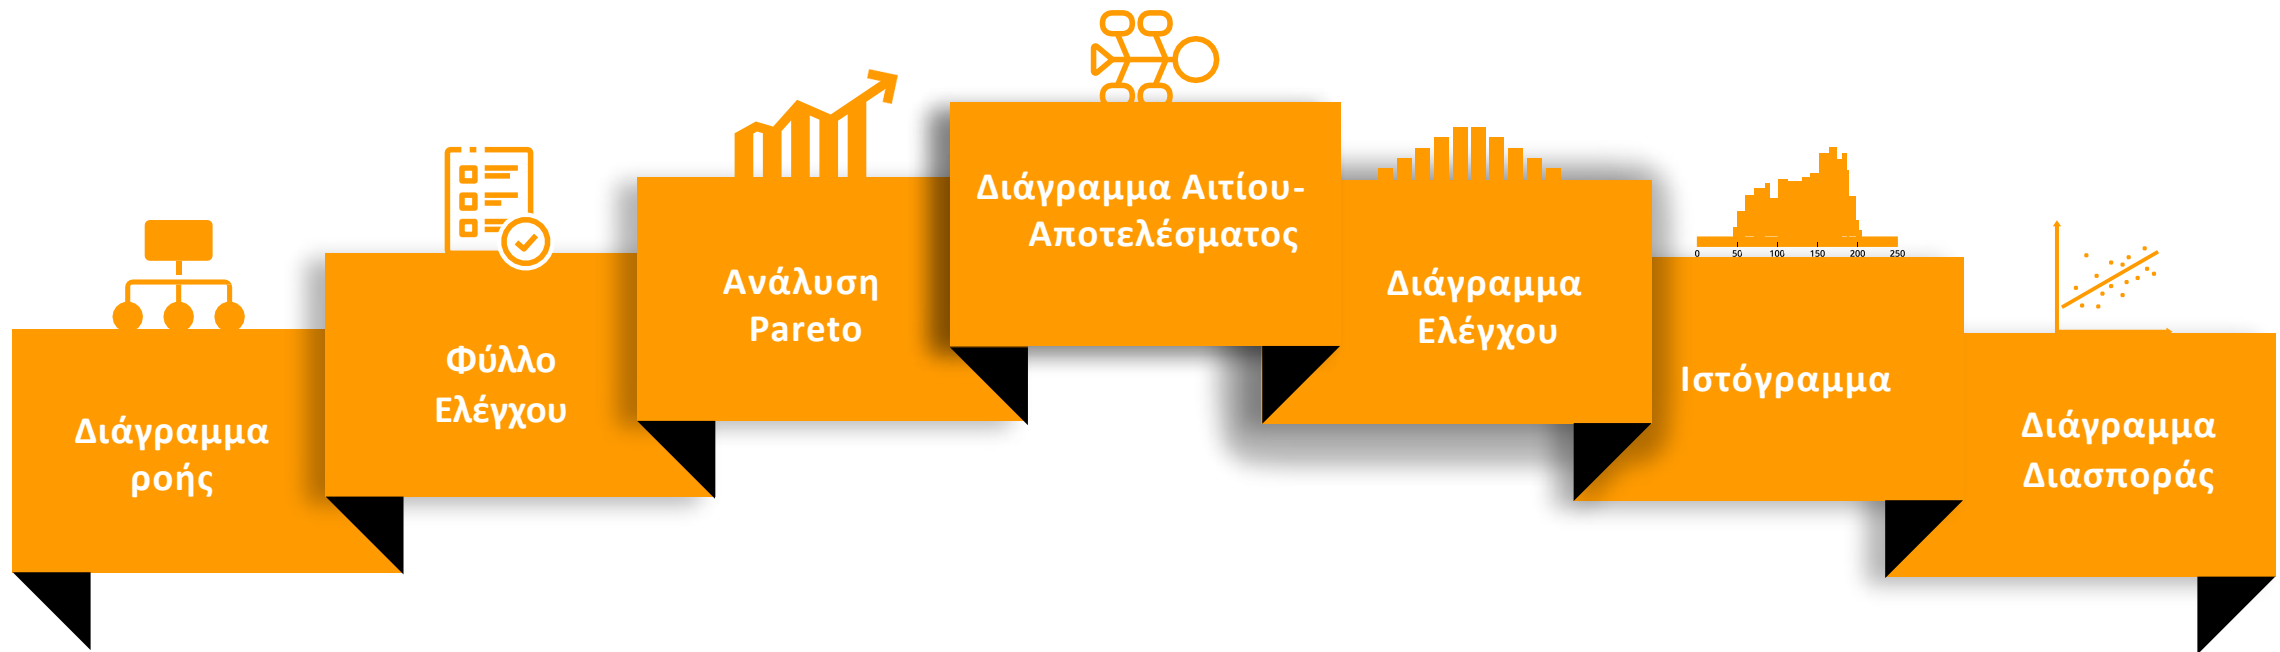 Διάγραμμα
ροής
Φύλλο
Ελέγχου
Ανάλυση
Pareto
Διάγραμμα Αιτίου-
Αποτελέσματος
Διάγραμμα
Ελέγχου
0 50 100 150 200 250
Ιστόγραμμα
Διάγραμμα
Διασποράς